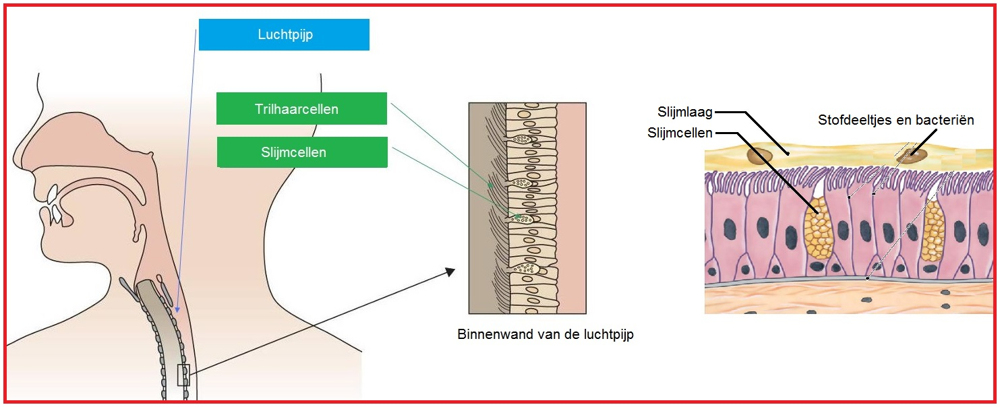 Luchtpijp
Trilhaarcellen
Slijmcellen
Binnenwand van de luchtpijp
Slijmlaag
Slijmcellen
Stofdeeltjes en bacteriën